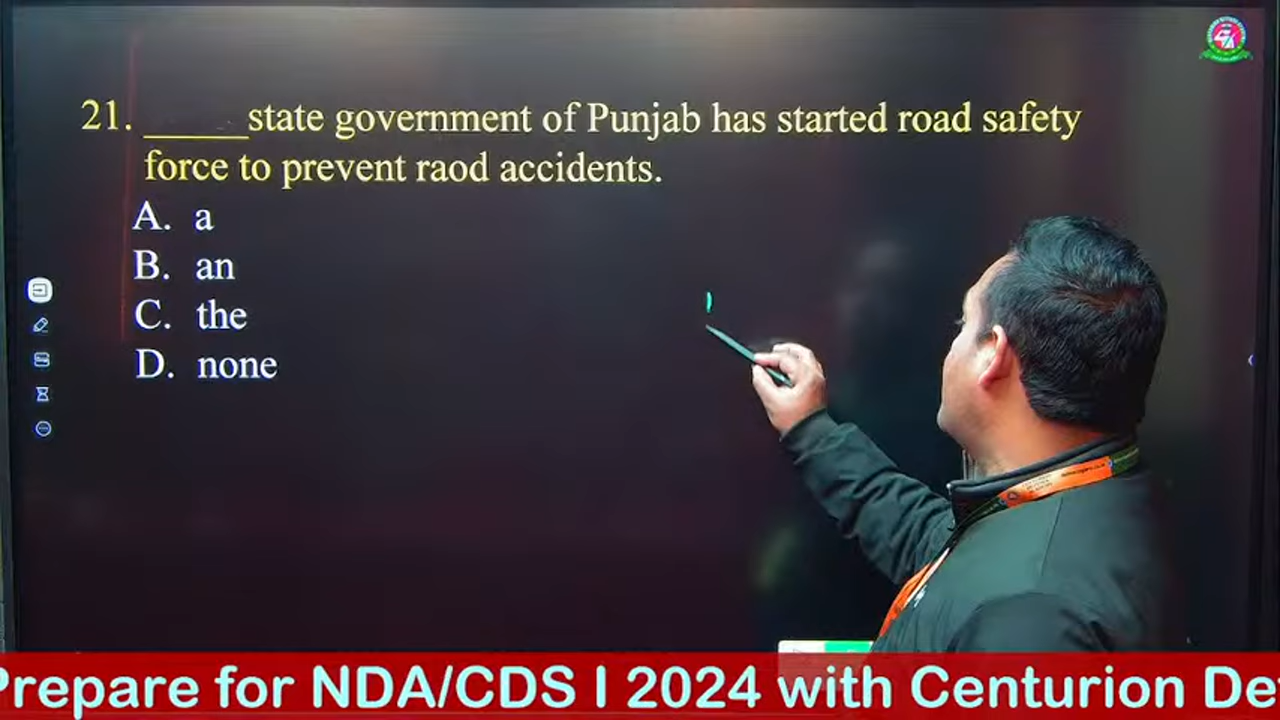 21. _____state government of Punjab has started road safety
force to prevent raod accidents.
A. a
B. an
C. the
D. none
Prepare for NDA/CDS I 2024 with Centurion De